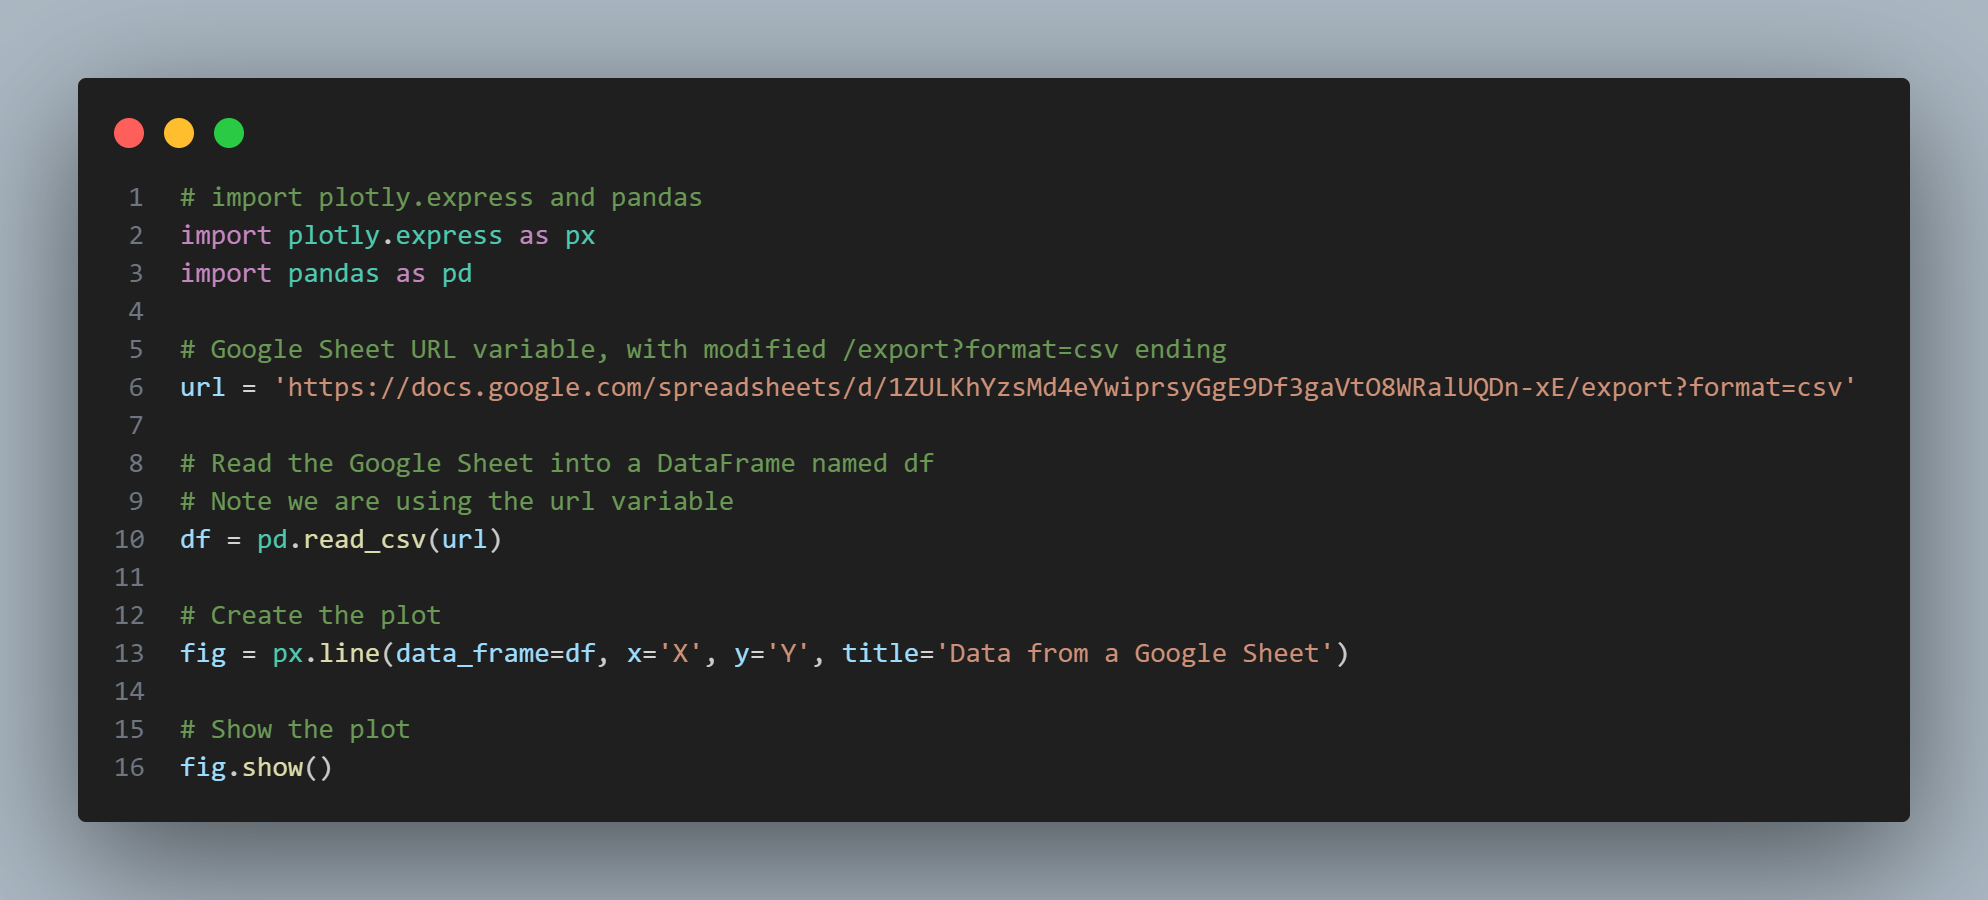 1 # import plotly.express and pandas
2 import plotly.express as px
3 import pandas as pd
4
5 # Google Sheet URL variable, with modified /export?format=csv ending
6 url = 'https://docs.google.com/spreadsheets/d/1ZULKhYzsMd4eYwiprsyGgE9Df3gaVtO8WRalUQDn-xE/export?format=csv'
7
8 # Read the Google Sheet into a DataFrame named df
9 # Note we are using the url variable
10 df = pd.read_csv(url)
11
12 # Create the plot
13 fig = px.line(data_frame=df, x='X', y='Y', title='Data from a Google Sheet')
14
15 # Show the plot
16 fig.show()